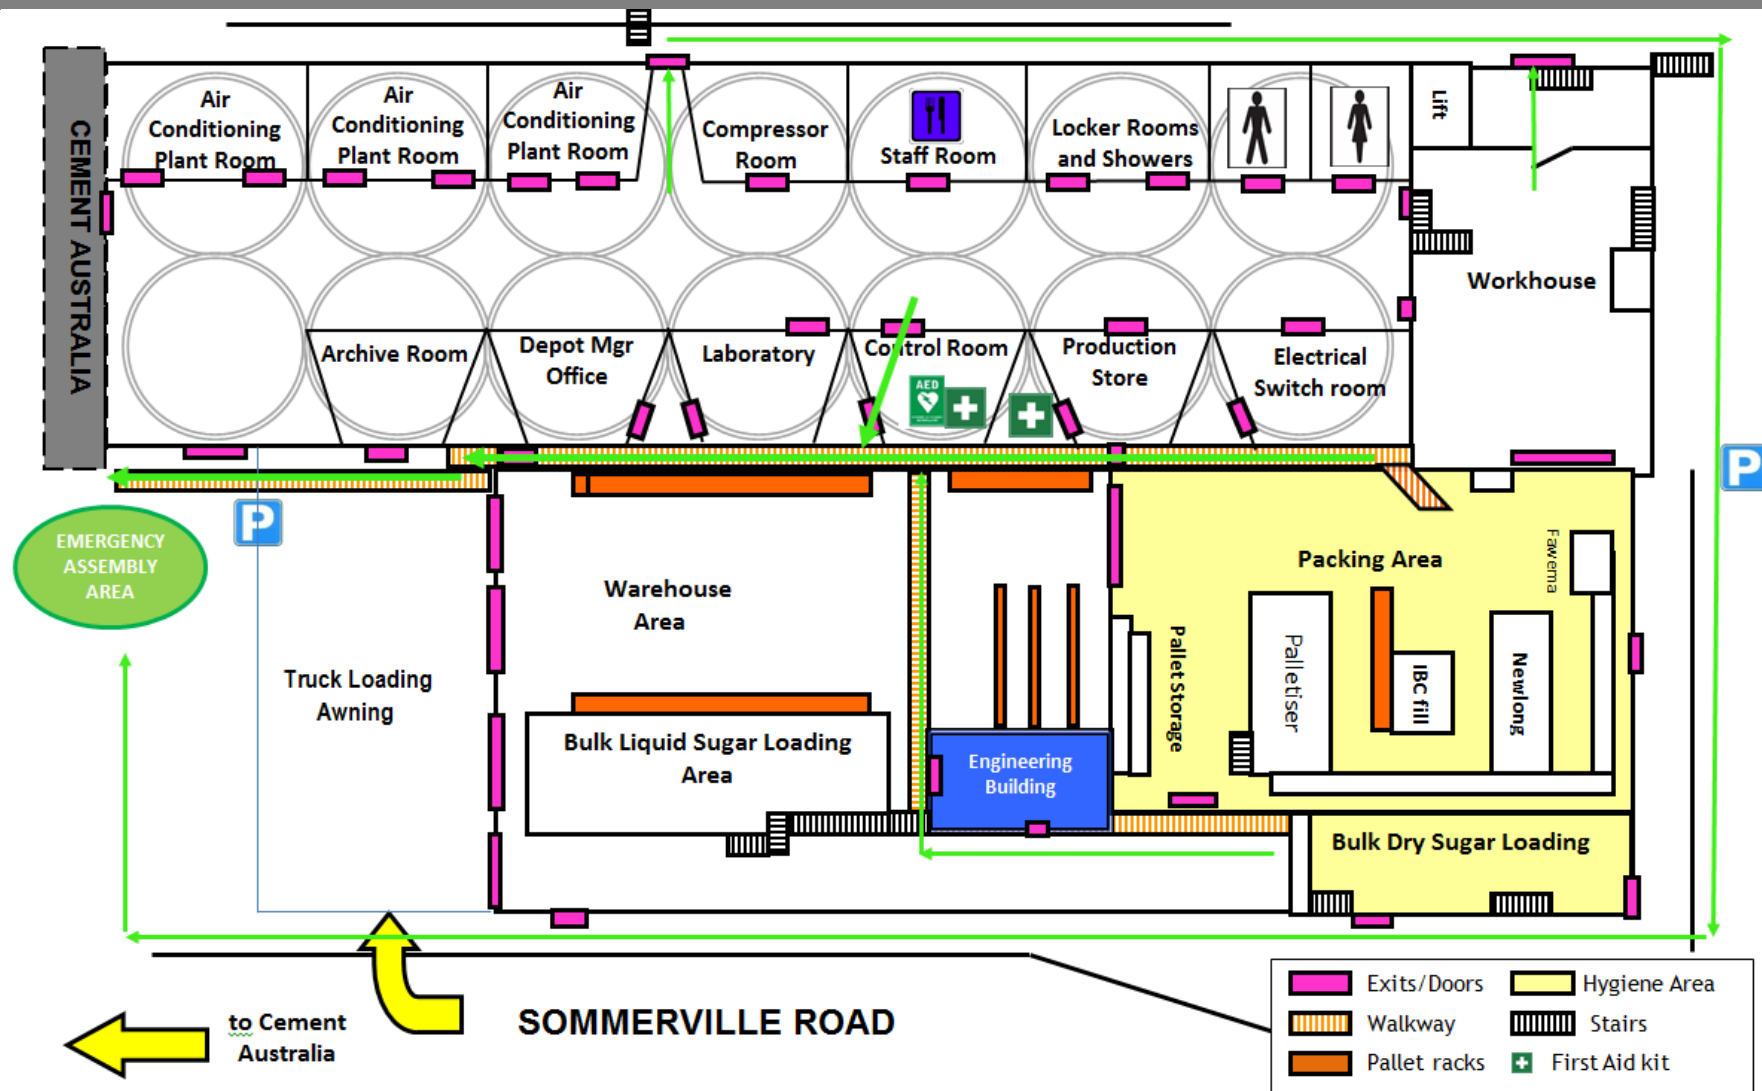 CEMENT AUSTRALIA
Air
Conditioning
Plant Room
Air
Conditioning
Plant Room
Air
Conditioning
Plant Room
Compressor
Room
Staff Room
Locker Rooms
and Showers
Lift
Workhouse
Archive Room
Depot Mgr
Office
Laboratory
Control Room
AED
Production
Store
Electrical
Switch room
P
P
EMERGENCY
ASSEMBLY
AREA
Truck Loading
Awning
Warehouse
Area
Bulk Liquid Sugar Loading
Area
Engineering
Building
Packing Area
Fawema
Pallet Storage
Palletiser
IBC fill
Newlong
Bulk Dry Sugar Loading
to Cement
Australia
SOMMERVILLE ROAD
Exits/Doors
Hygiene Area
Walkway
Stairs
Pallet racks
First Aid kit